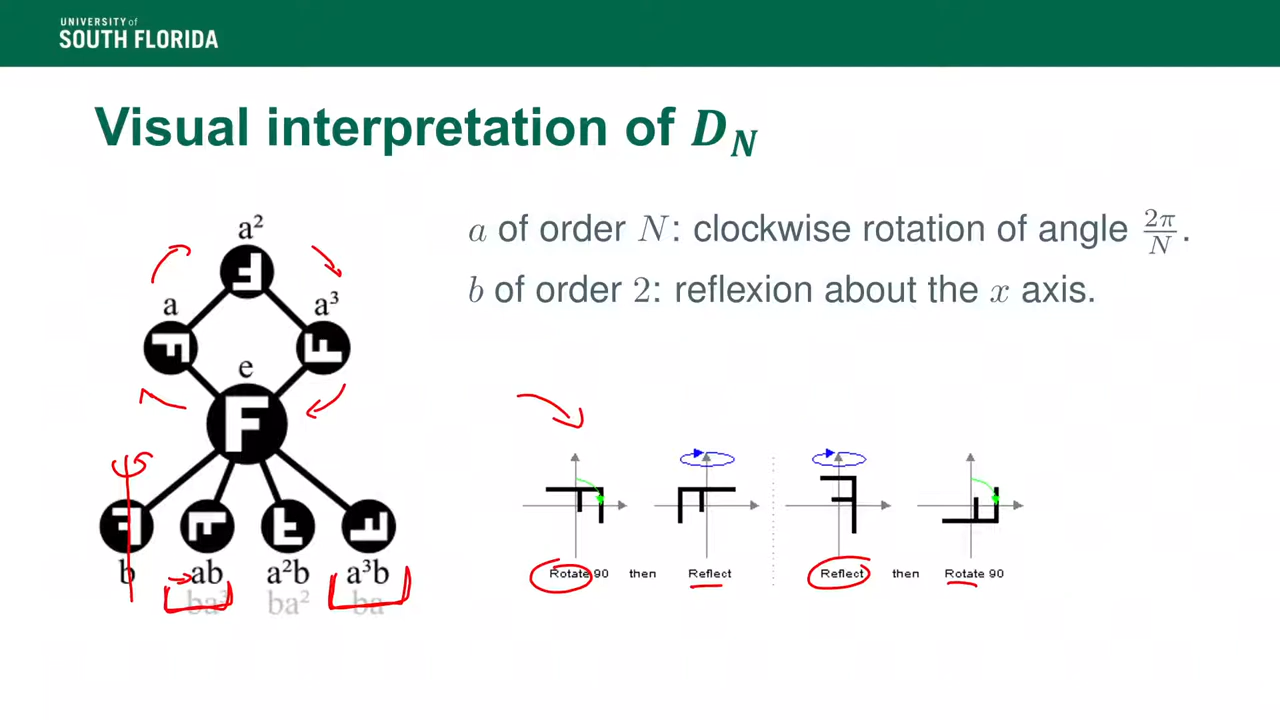 UNIVERSITY of
SOUTH FLORIDA
Visual interpretation of D_N
a of order N: clockwise rotation of angle 2π/N.
b of order 2: reflexion about the x axis.
a²
a
a³
e
F
b
ab
a²b
a³b
ba³
ba²
ba
Rotate 90 then Reflect
Reflect then Rotate 90